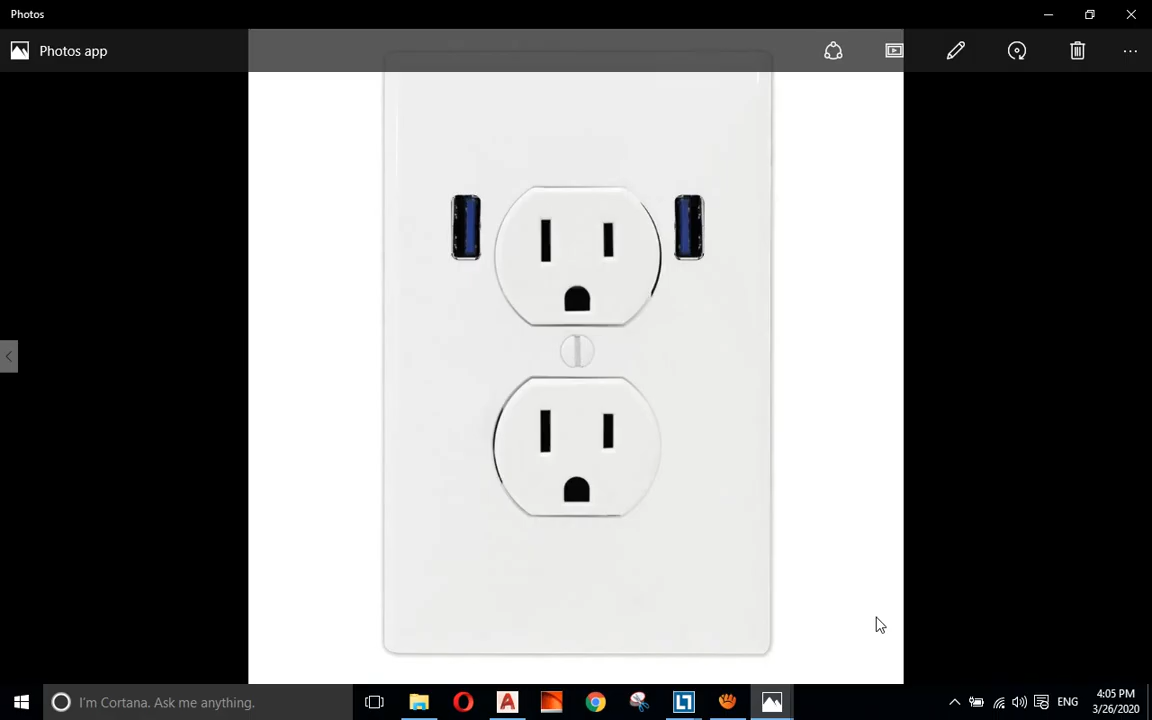 Photos
Photos app
I'm Cortana. Ask me anything.
ENG
4:05 PM
3/26/2020